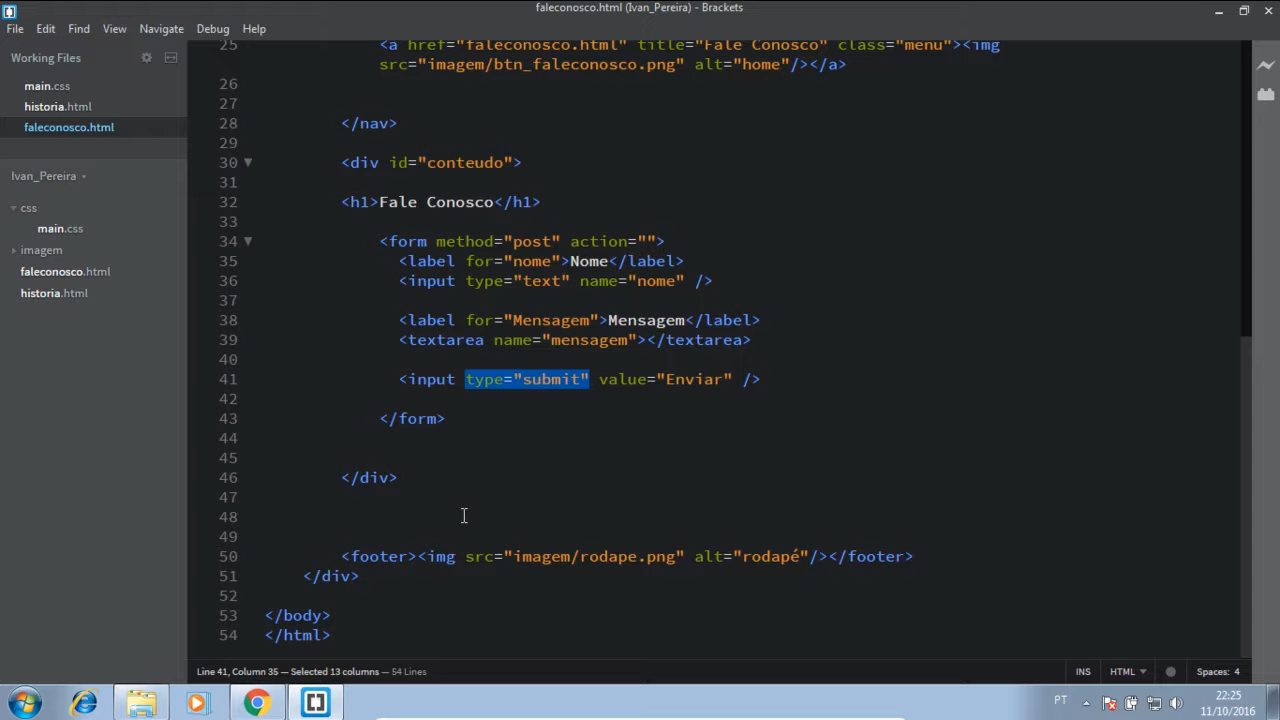 faleconosco.html (Ivan_Pereira) - Brackets
File Edit Find View Navigate Debug Help
Working Files
main.css
historia.html
faleconosco.html
Ivan_Pereira
css
main.css
imagem
faleconosco.html
historia.html
25 <a href="faleconosco.html" title="Fale Conosco" class="menu"><img
src="imagem/btn_faleconosco.png" alt="home"/></a>
26
27
28 </nav>
29
30 <div id="conteudo">
31
32 <h1>Fale Conosco</h1>
33
34 <form method="post" action="">
35 <label for="nome">Nome</label>
36 <input type="text" name="nome" />
37
38 <label for="Mensagem">Mensagem</label>
39 <textarea name="mensagem"></textarea>
40
41 <input type="submit" value="Enviar" />
42
43 </form>
44
45
46 </div>
47
48
49
50 <footer><img src="imagem/rodape.png" alt="rodapé"/></footer>
51 </div>
52
53 </body>
54 </html>
Line 41, Column 35 — Selected 13 columns — 54 Lines
INS HTML Spaces: 4
PT
22:25
11/10/2016